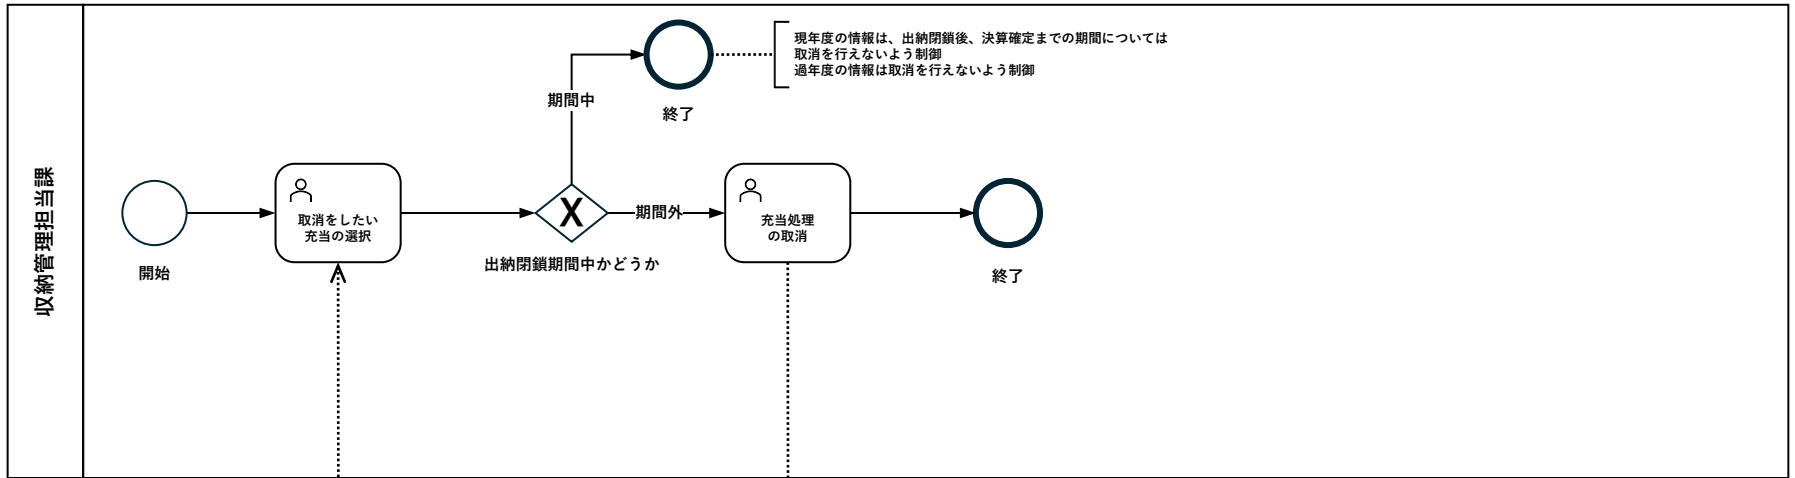 収納管理担当課
開始
取消をしたい
充当の選択
出納閉鎖期間中かどうか
期間中
終了
現年度の情報は、出納閉鎖後、決算確定までの期間については
取消を行えないよう制御
過年度の情報は取消を行えないよう制御
期間外
充当処理
の取消
終了